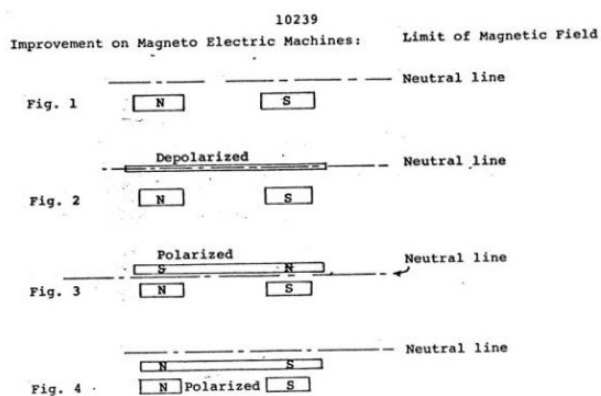 10239
Improvement on Magneto Electric Machines: Limit of Magnetic Field
Neutral line
Fig. 1 N S
Depolarized
Neutral line
Fig. 2 N S
Polarized
S N
Neutral line
Fig. 3 N S
Neutral line
N S
Fig. 4 N Polarized S